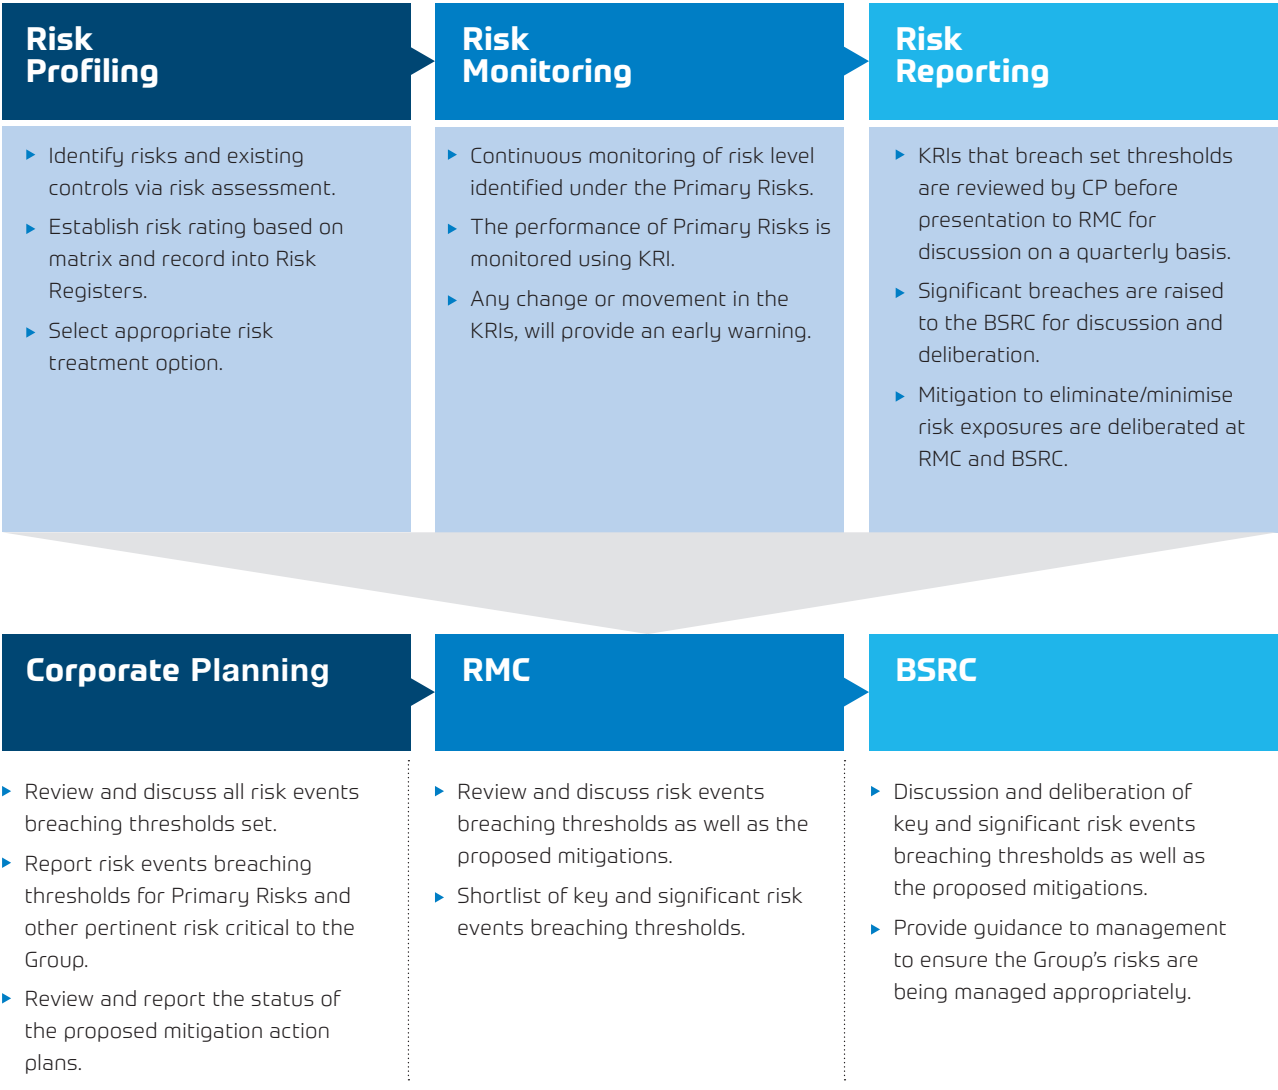 Risk
Profiling
Identify risks and existing
controls via risk assessment.
Establish risk rating based on
matrix and record into Risk
Registers.
Select appropriate risk
treatment option.
Risk
Monitoring
Continuous monitoring of risk level
identified under the Primary Risks.
The performance of Primary Risks is
monitored using KRI.
Any change or movement in the
KRIs, will provide an early warning.
Risk
Reporting
KRIs that breach set thresholds
are reviewed by CP before
presentation to RMC for
discussion on a quarterly basis.
Significant breaches are raised
to the BSRC for discussion and
deliberation.
Mitigation to eliminate/minimise
risk exposures are deliberated at
RMC and BSRC.
Corporate Planning
Review and discuss all risk events
breaching thresholds set.
Report risk events breaching
thresholds for Primary Risks and
other pertinent risk critical to the
Group.
Review and report the status of
the proposed mitigation action
plans.
RMC
Review and discuss risk events
breaching thresholds as well as the
proposed mitigations.
Shortlist of key and significant risk
events breaching thresholds.
BSRC
Discussion and deliberation of
key and significant risk events
breaching thresholds as well as
the proposed mitigations.
Provide guidance to management
to ensure the Group’s risks are
being managed appropriately.